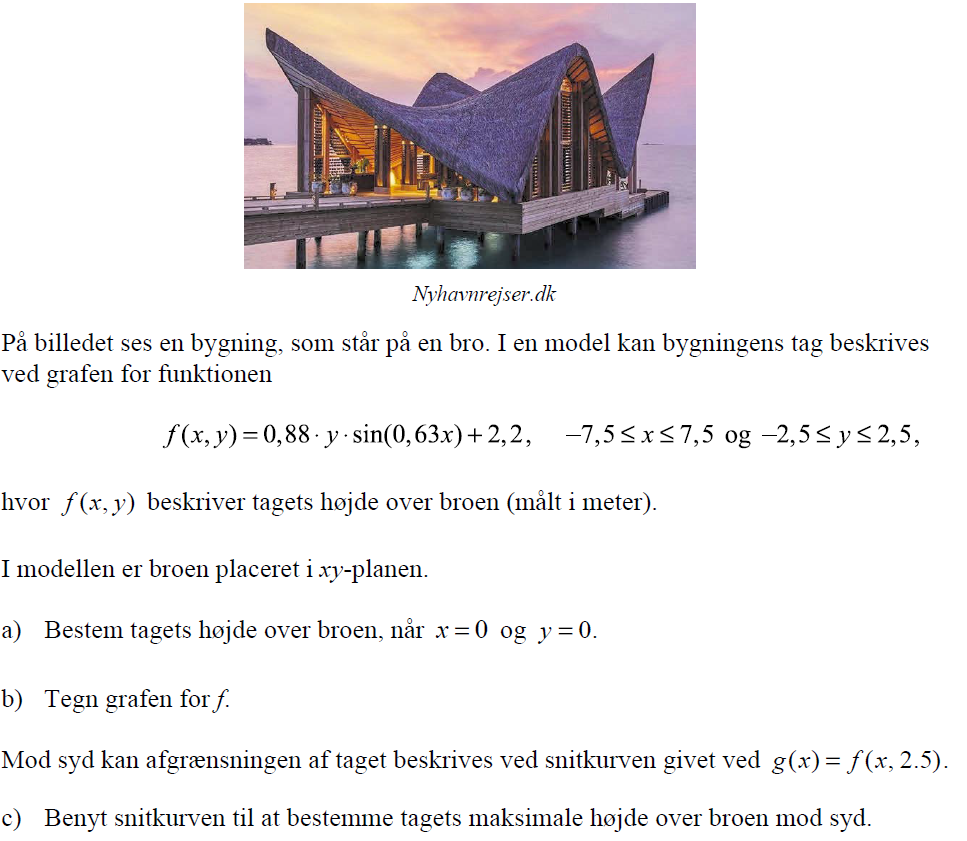 Nyhavnrejser.dk
På billedet ses en bygning, som står på en bro. I en model kan bygningens tag beskrives
ved grafen for funktionen
f(x, y) = 0,88 · y · sin(0,63x) + 2,2,   −7,5 ≤ x ≤ 7,5 og −2,5 ≤ y ≤ 2,5,
hvor f(x, y) beskriver tagets højde over broen (målt i meter).
I modellen er broen placeret i xy-planen.
a) Bestem tagets højde over broen, når x = 0 og y = 0.
b) Tegn grafen for f.
Mod syd kan afgrænsningen af taget beskrives ved snitkurven givet ved g(x) = f(x, 2.5).
c) Benyt snitkurven til at bestemme tagets maksimale højde over broen mod syd.